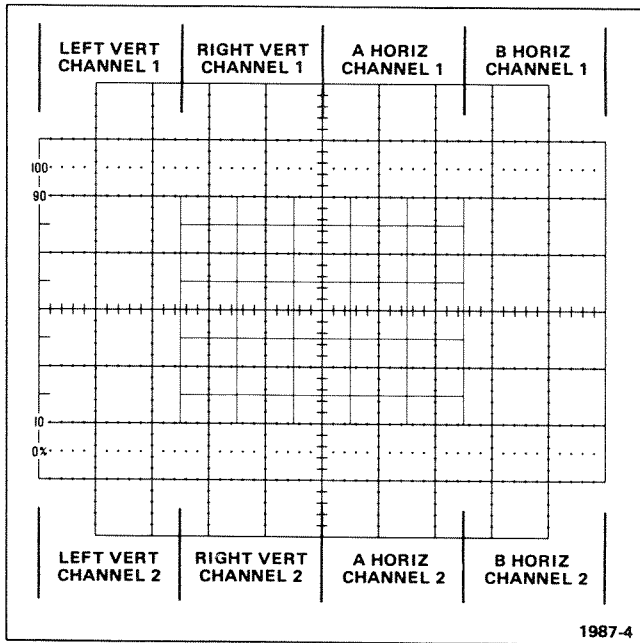 LEFT VERT RIGHT VERT A HORIZ B HORIZ
CHANNEL 1 CHANNEL 1 CHANNEL 1 CHANNEL 1
100
90
10
0%
LEFT VERT RIGHT VERT A HORIZ B HORIZ
CHANNEL 2 CHANNEL 2 CHANNEL 2 CHANNEL 2
1987-4